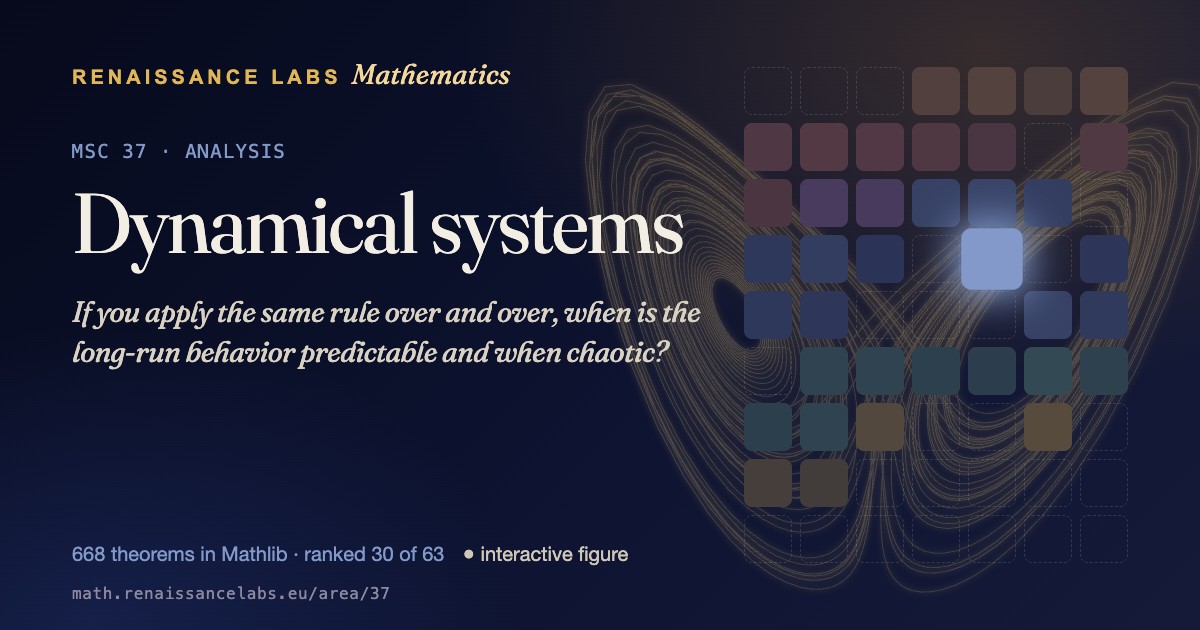 RENAISSANCE LABS Mathematics
MSC 37 · ANALYSIS
Dynamical systems
If you apply the same rule over and over, when is the
long-run behavior predictable and when chaotic?
668 theorems in Mathlib · ranked 30 of 63 ● interactive figure
math.renaissancelabs.eu/area/37